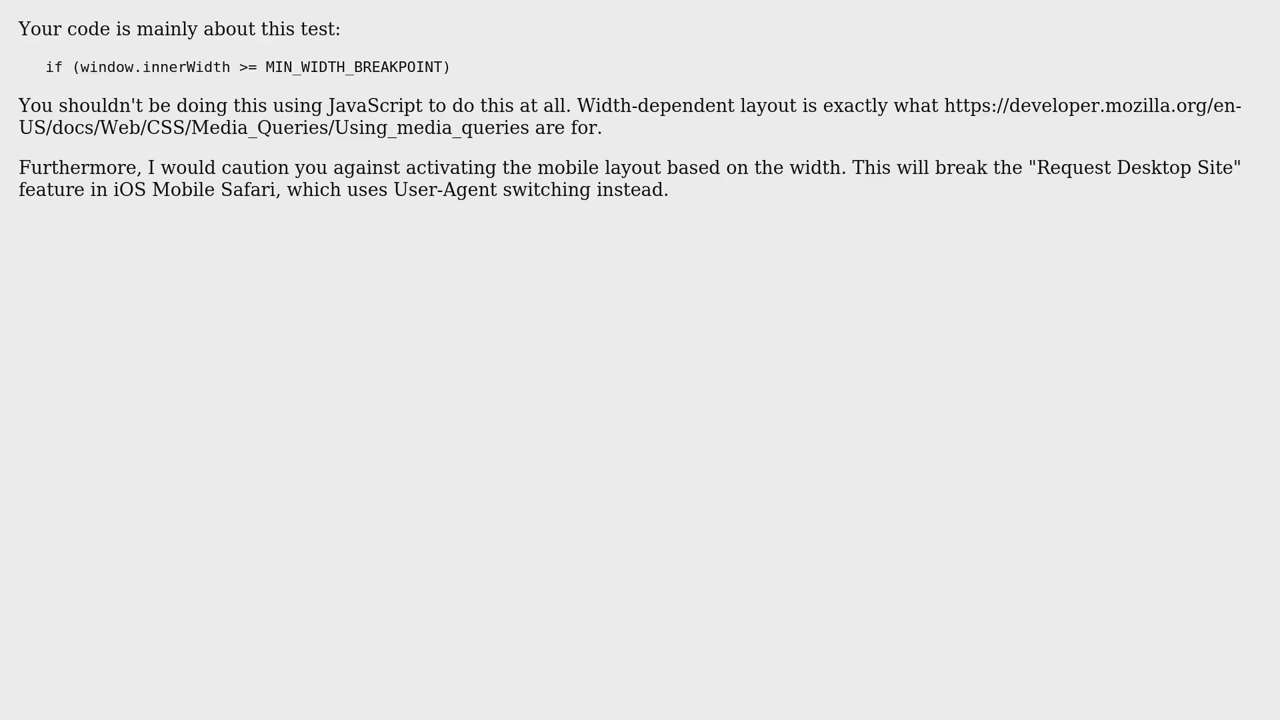 Your code is mainly about this test:
if (window.innerWidth >= MIN_WIDTH_BREAKPOINT)
You shouldn't be doing this using JavaScript to do this at all. Width-dependent layout is exactly what https://developer.mozilla.org/en-
US/docs/Web/CSS/Media_Queries/Using_media_queries are for.
Furthermore, I would caution you against activating the mobile layout based on the width. This will break the "Request Desktop Site"
feature in iOS Mobile Safari, which uses User-Agent switching instead.